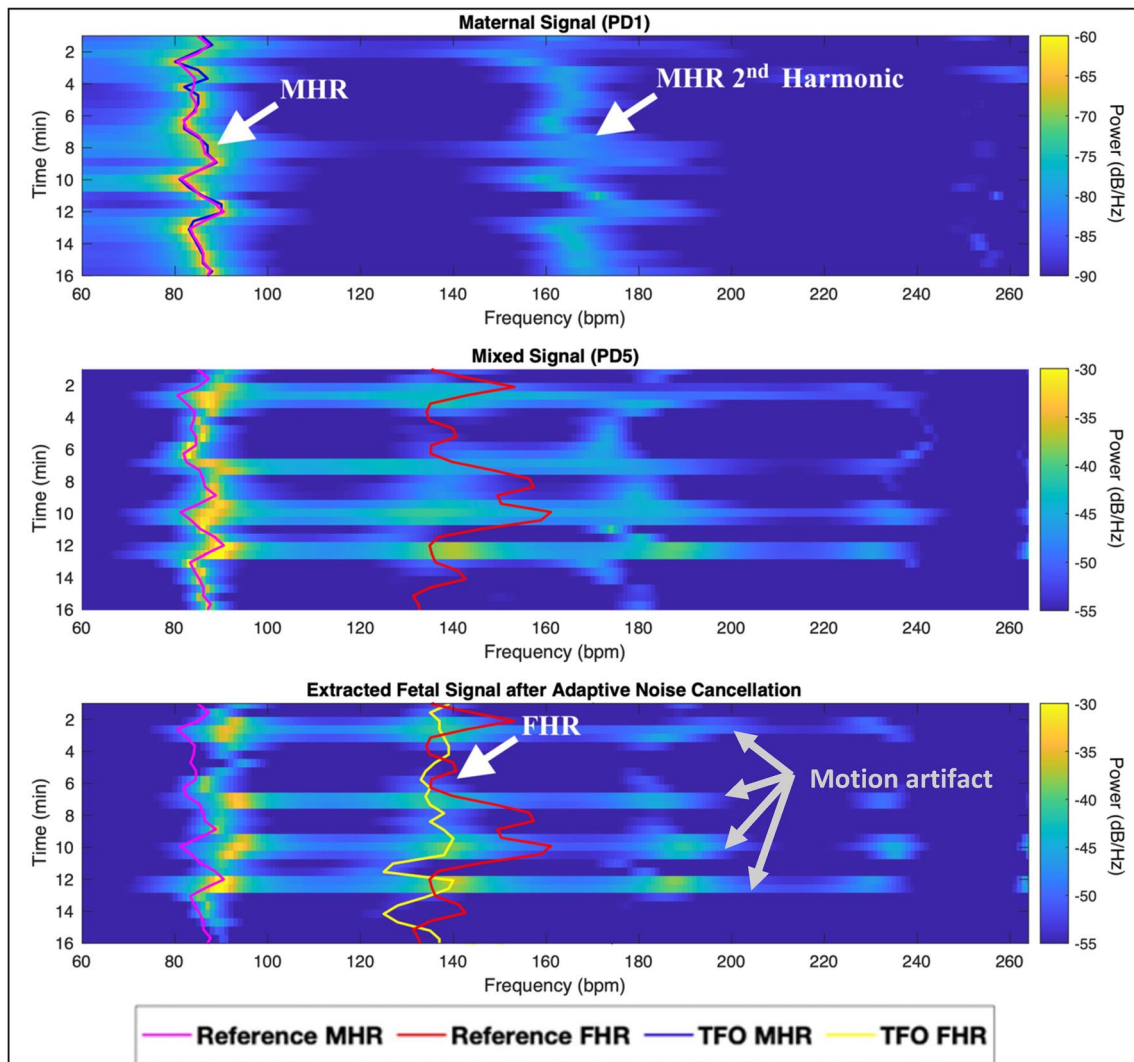 Maternal Signal (PD1)
MHR
MHR 2nd Harmonic
Time (min)
2
4
6
8
10
12
14
16
60 80 100 120 140 160 180 200 220 240 260
Frequency (bpm)
-60
-65
-70
-75
-80
-85
-90
Power (dB/Hz)
Mixed Signal (PD5)
Time (min)
2
4
6
8
10
12
14
16
60 80 100 120 140 160 180 200 220 240 260
Frequency (bpm)
-30
-35
-40
-45
-50
-55
Power (dB/Hz)
Extracted Fetal Signal after Adaptive Noise Cancellation
FHR
Motion artifact
Time (min)
2
4
6
8
10
12
14
16
60 80 100 120 140 160 180 200 220 240 260
Frequency (bpm)
-30
-35
-40
-45
-50
-55
Power (dB/Hz)
Reference MHR Reference FHR TFO MHR TFO FHR